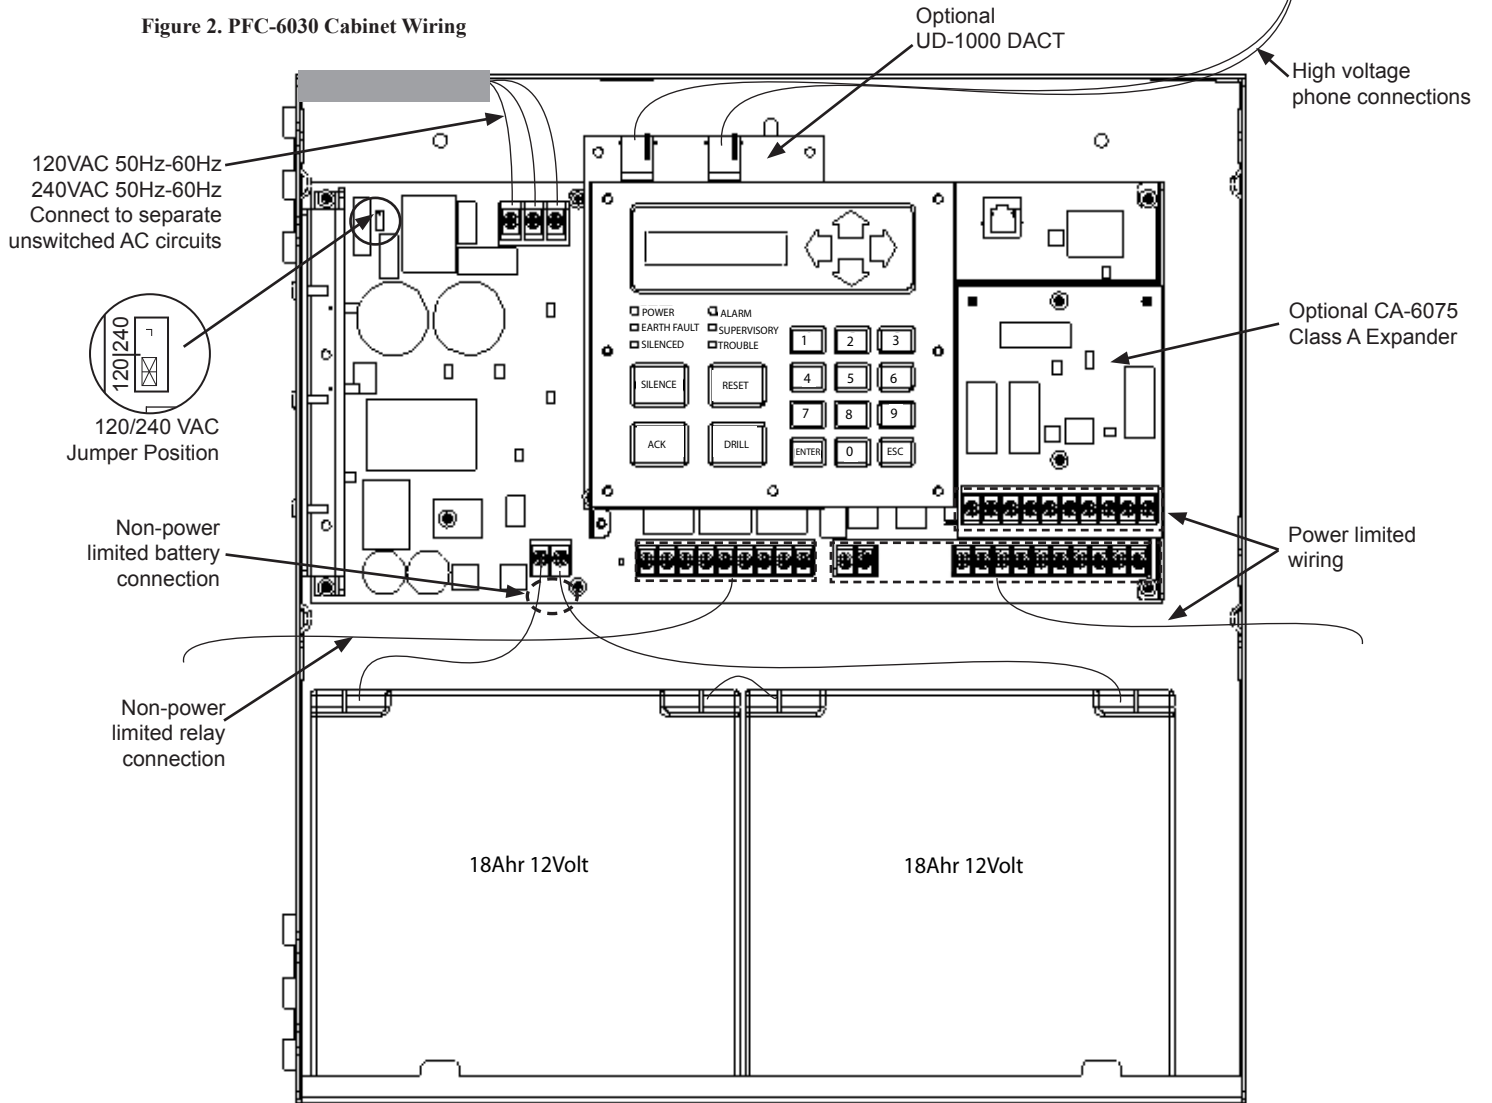 Figure 2. PFC-6030 Cabinet Wiring
Optional
UD-1000 DACT
High voltage
phone connections
120VAC 50Hz-60Hz
240VAC 50Hz-60Hz
Connect to separate
unswitched AC circuits
120|240
120/240 VAC
Jumper Position
POWER
ALARM
EARTH FAULT
SUPERVISORY
SILENCED
TROUBLE
1
2
3
SILENCE
RESET
4
5
6
7
8
9
ACK
DRILL
ENTER
0
ESC
Optional CA-6075
Class A Expander
Non-power
limited battery
connection
Power limited
wiring
Non-power
limited relay
connection
18Ahr 12Volt
18Ahr 12Volt